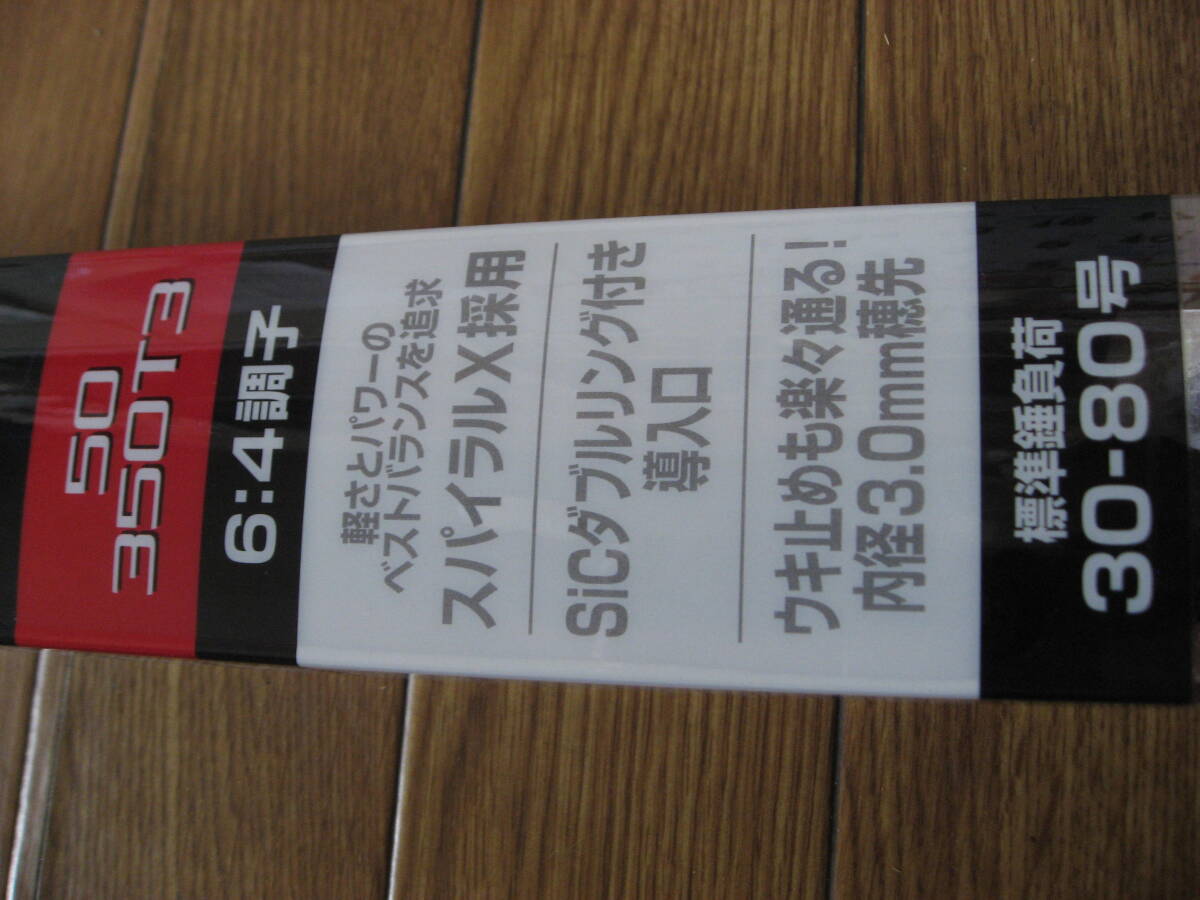 50
350T3
6:4調子
軽さとパワーの
ベストバランスを追求
スパイラルX採用
SiCダブルリング付き
導入口
ウキ止めも楽々通る!
内径3.0mm穂先
標準錘負荷
30-80号